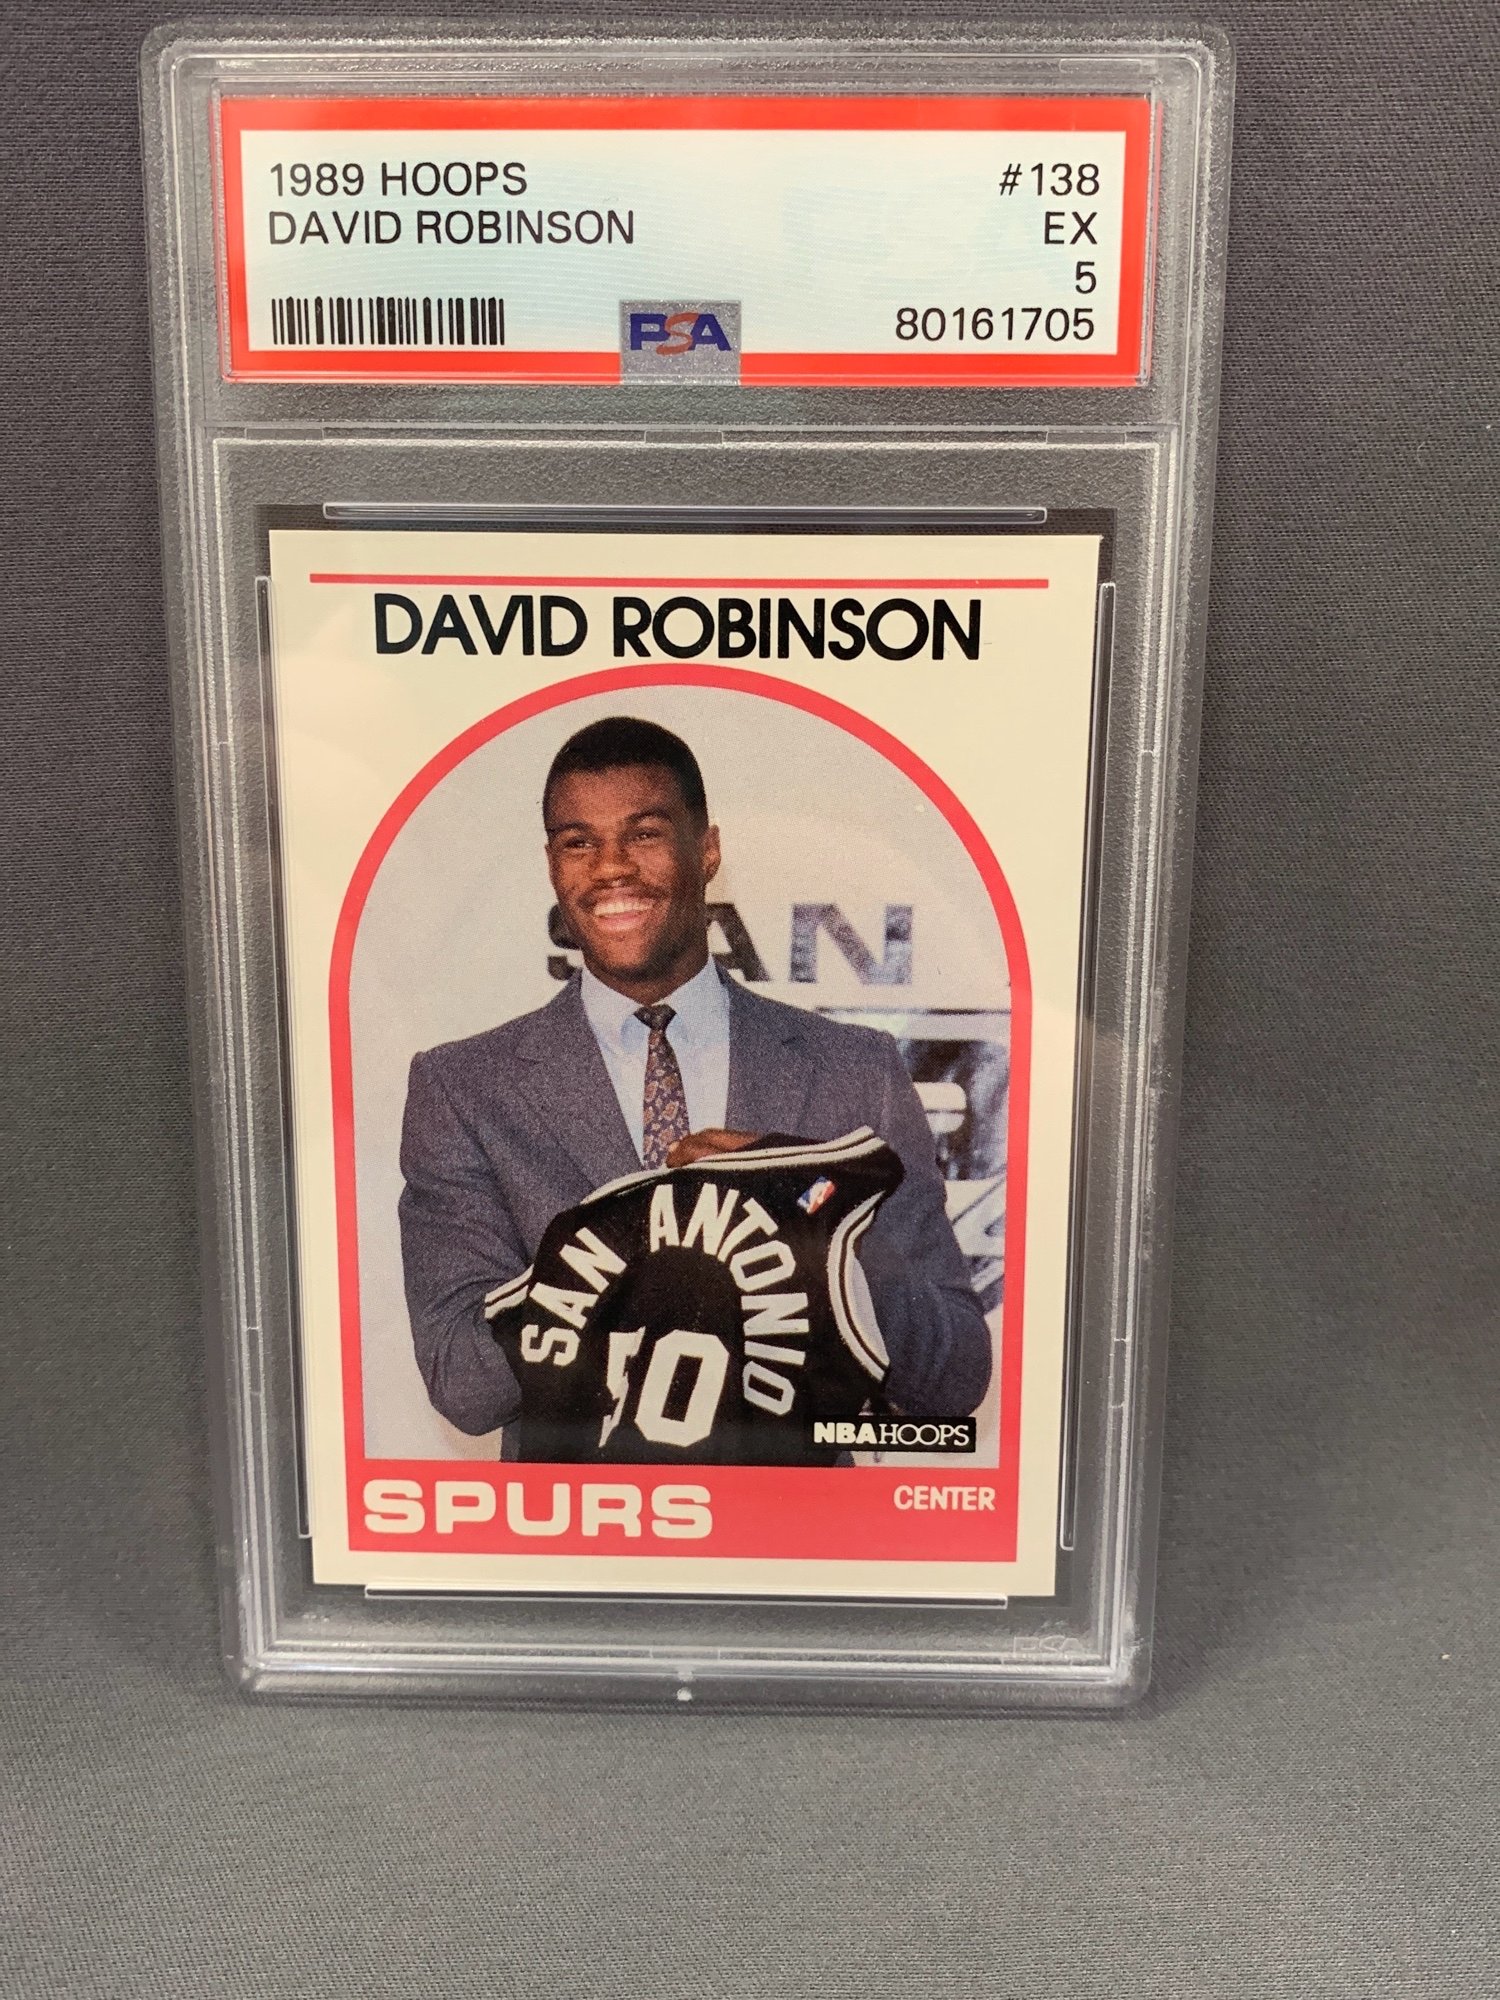 1989 HOOPS #138
DAVID ROBINSON EX
5
PSA 80161705
DAVID ROBINSON
SAN
SAN ANTONIO
50
NBA HOOPS
SPURS CENTER
PSA